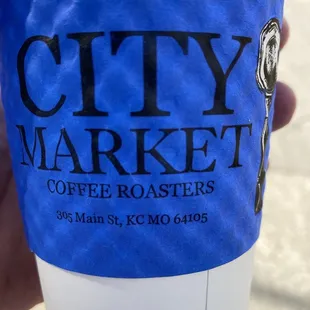 CITY
MARKET
COFFEE ROASTERS
305 Main St, KC MO 64105